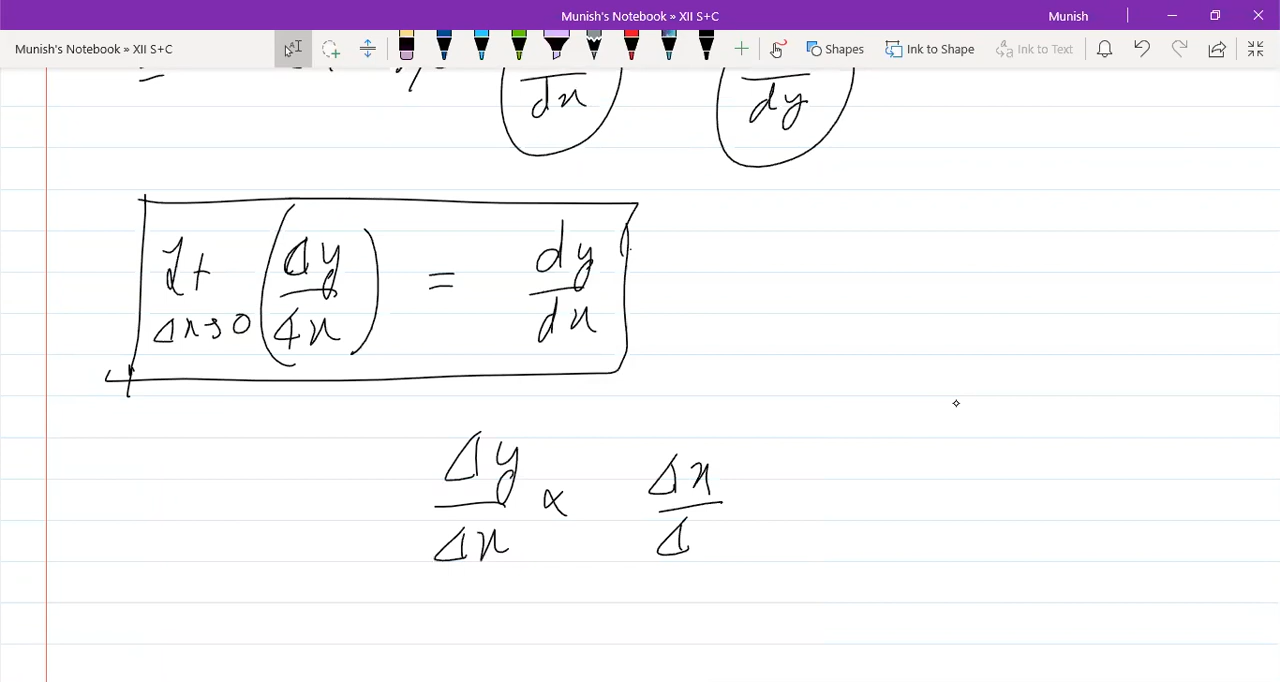 Munish's Notebook » XII S+C
Munish
Munish's Notebook » XII S+C
Shapes
Ink to Shape
Ink to Text
dx
dy
lt Δx→0 (Δy/Δx) = dy/dx
Δy/Δx ∝ Δx/Δ